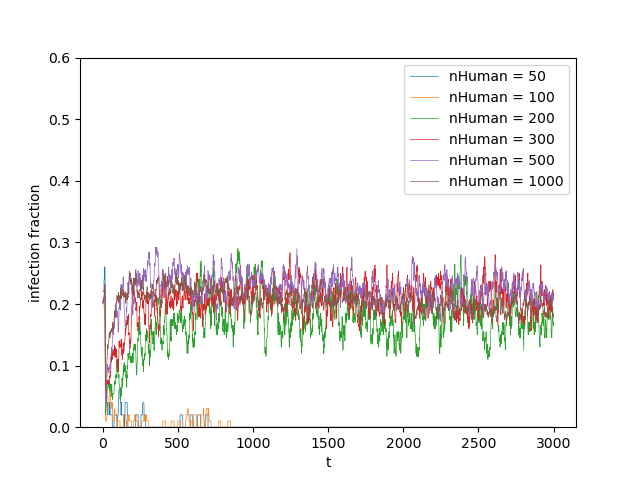 0.6
0.5
0.4
0.3
0.2
0.1
0.0
infection fraction
nHuman = 50
nHuman = 100
nHuman = 200
nHuman = 300
nHuman = 500
nHuman = 1000
0
500
1000
1500
2000
2500
3000
t